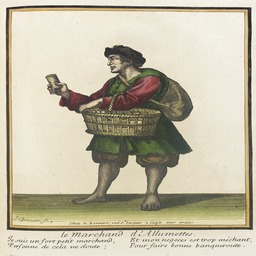 le Marchand d'Allumettes.
Je suis un fort petit marchand,
Personne de cela ne doute ;
Et mon negoce est trop méchant,
Pour faire bonne banqueroute.